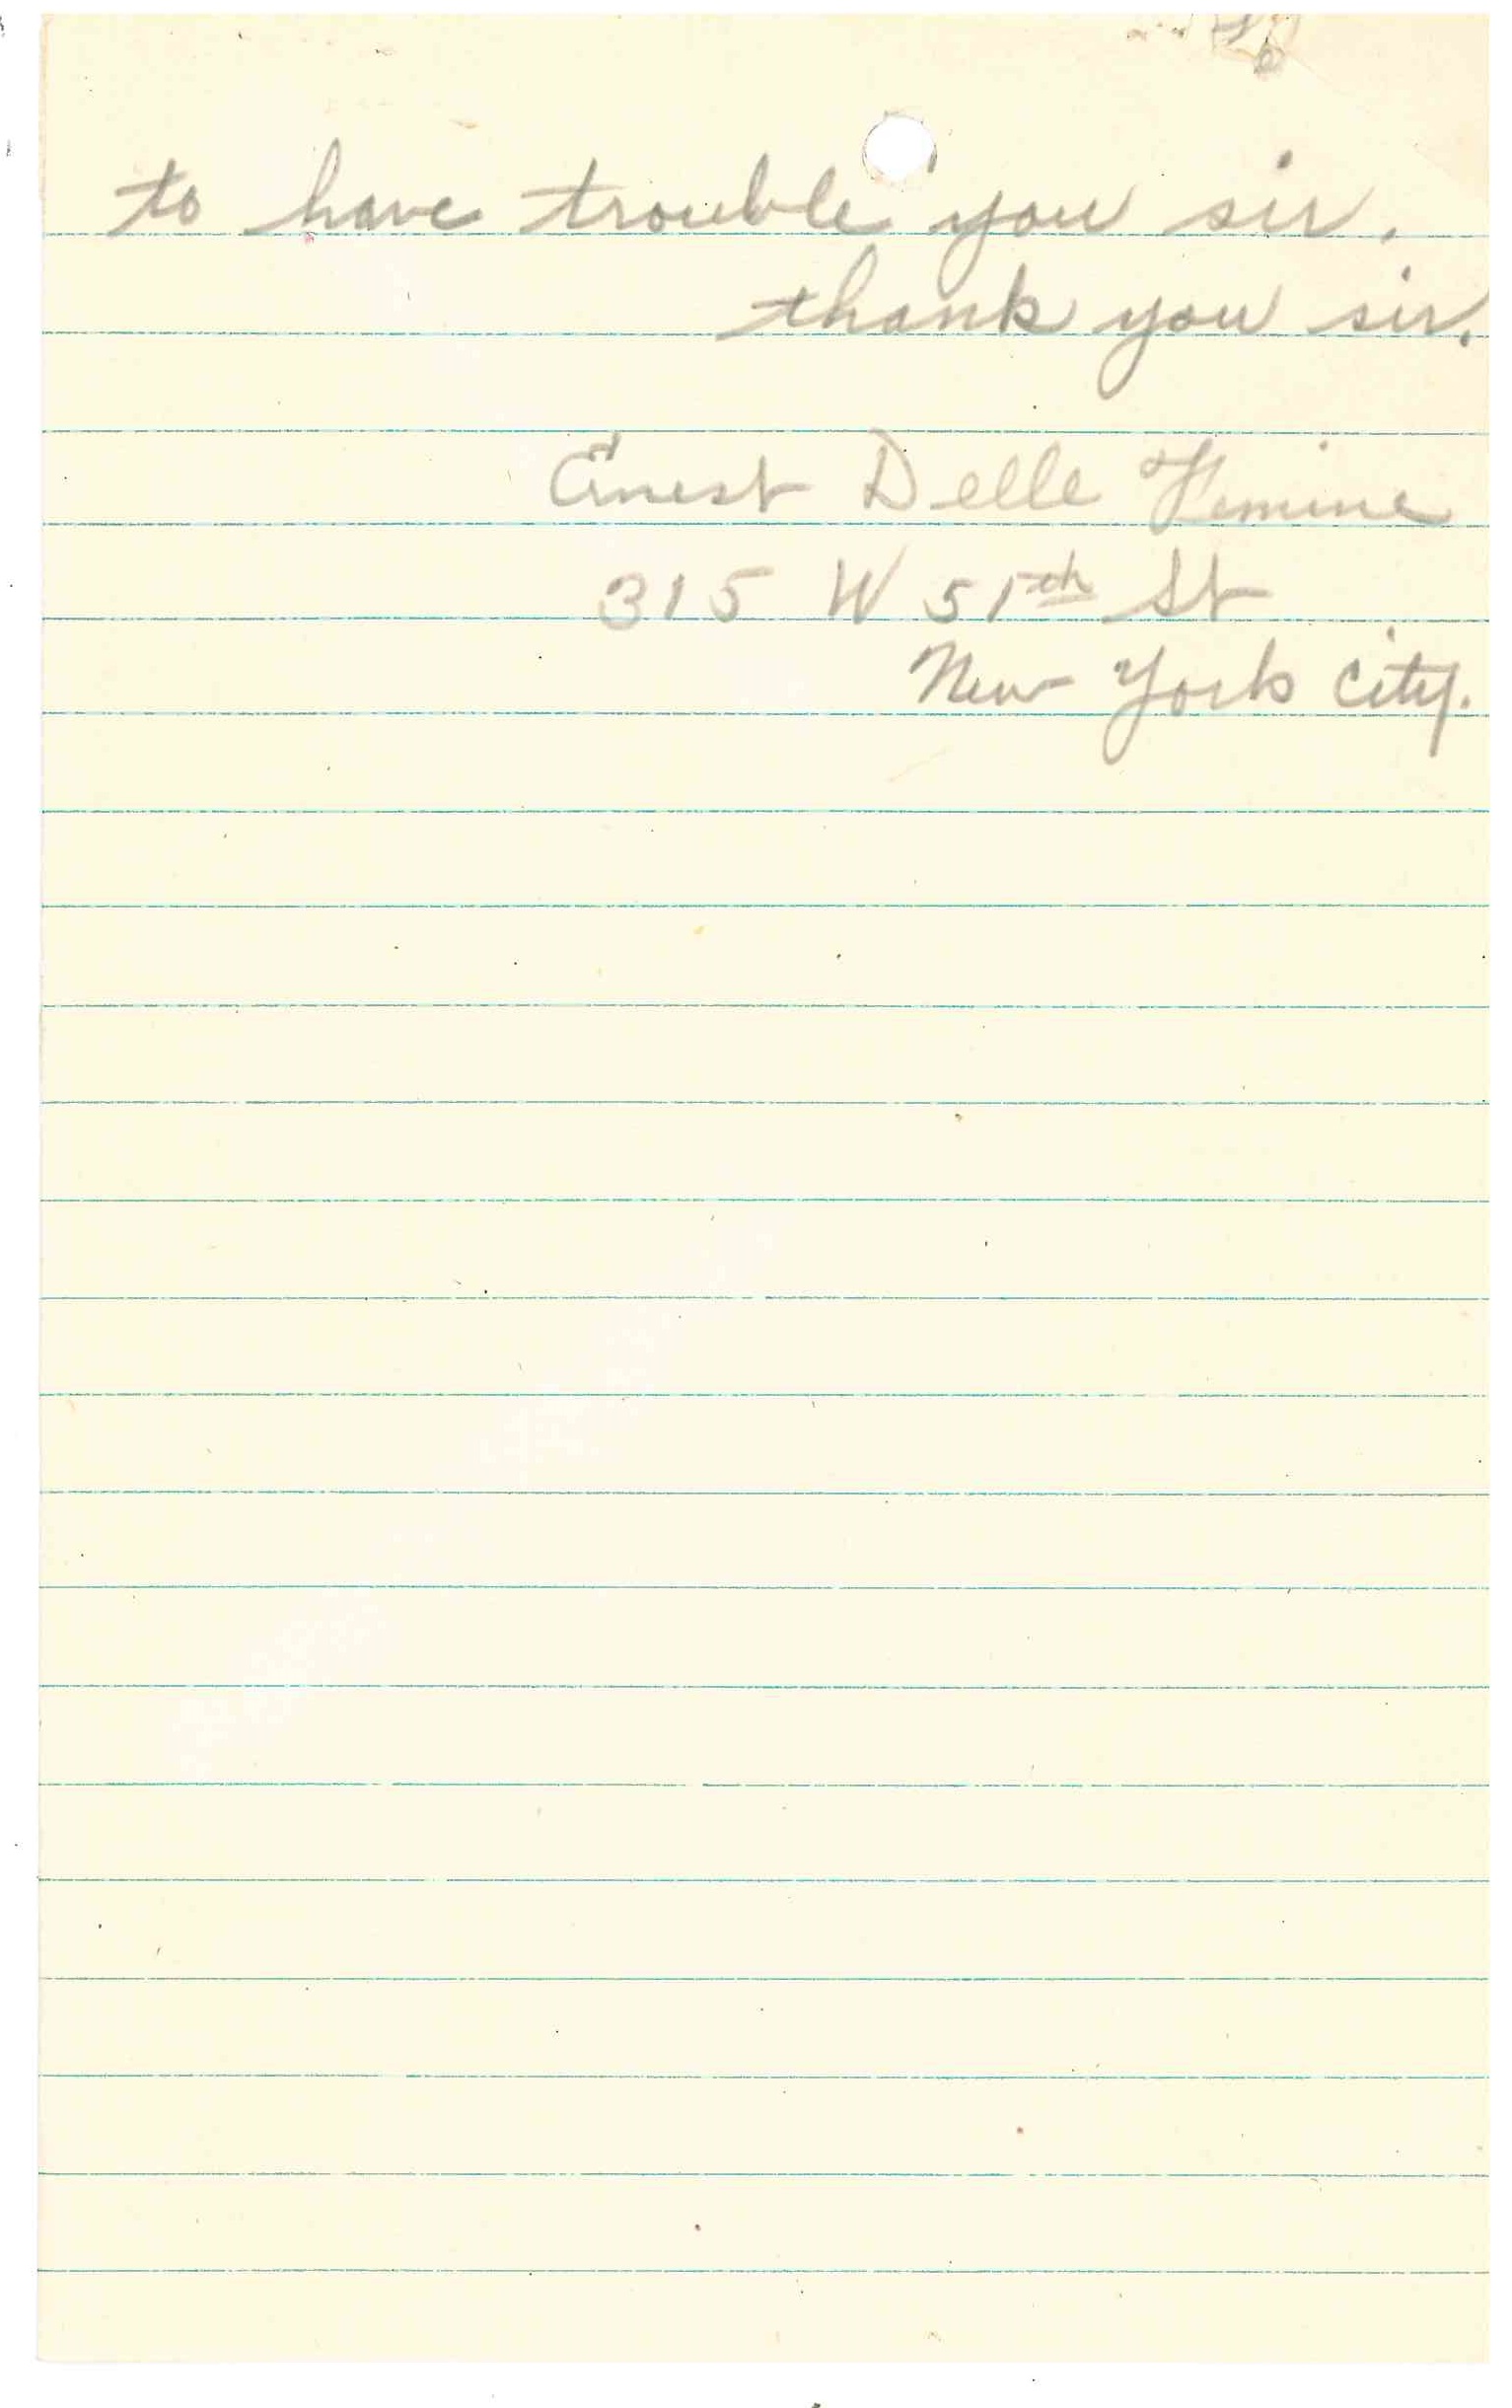 to have trouble you sir.
thank you sir.
Ernest Delle Femine
315 W 51th St
New York City.